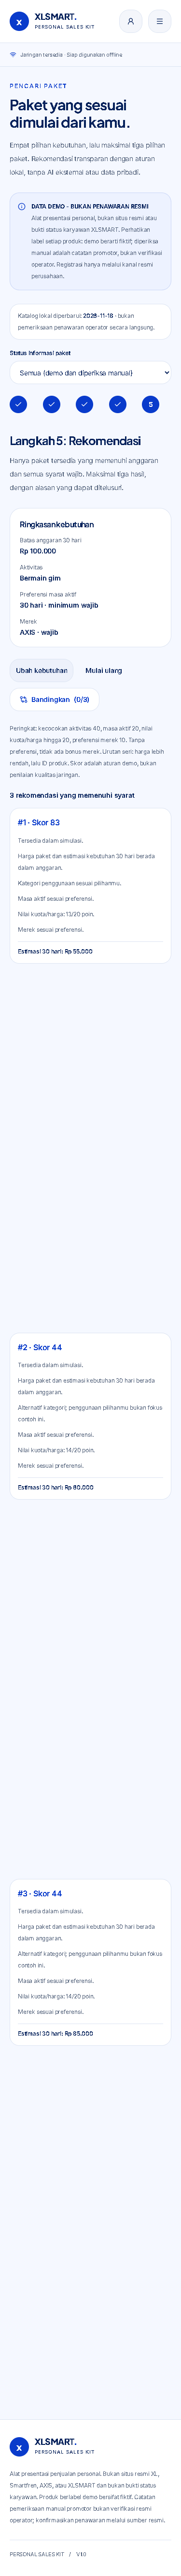 x
XLSMART.
PERSONAL SALES KIT
Jaringan tersedia · Siap digunakan offline
PENCARI PAKET
Paket yang sesuai
dimulai dari kamu.
Empat pilihan kebutuhan, lalu maksimal tiga pilihan
paket. Rekomendasi transparan dengan aturan
lokal, tanpa AI eksternal atau data pribadi.
DATA DEMO - BUKAN PENAWARAN RESMI
Alat presentasi personal, bukan situs resmi atau
bukti status karyawan XLSMART. Perhatikan
label setiap produk: demo berarti fiktif; diperiksa
manual adalah catatan promotor, bukan verifikasi
operator. Registrasi hanya melalui kanal resmi
perusahaan.
Katalog lokal diperbarui: 2028-11-18 · bukan
pemeriksaan penawaran operator secara langsung.
Status informasi paket
Semua (demo dan diperiksa manual)
5
Langkah 5: Rekomendasi
Hanya paket tersedia yang memenuhi anggaran
dan semua syarat wajib. Maksimal tiga hasil,
dengan alasan yang dapat ditelusuri.
Ringkasan kebutuhan
Batas anggaran 30 hari
Rp 100.000
Aktivitas
Bermain gim
Preferensi masa aktif
30 hari · minimum wajib
Merek
AXIS · wajib
Ubah kebutuhan
Mulai ulang
Bandingkan (0/3)
Peringkat: kecocokan aktivitas 40, masa aktif 20, nilai
kuota/harga hingga 20, preferensi merek 10. Tanpa
preferensi, tidak ada bonus merek. Urutan seri: harga lebih
rendah, lalu ID produk. Skor adalah aturan demo, bukan
penilaian kualitas jaringan.
3 rekomendasi yang memenuhi syarat
#1 · Skor 83
Tersedia dalam simulasi.
Harga paket dan estimasi kebutuhan 30 hari berada
dalam anggaran.
Kategori penggunaan sesuai pilihanmu.
Masa aktif sesuai preferensi.
Nilai kuota/harga: 13/20 poin.
Merek sesuai preferensi.
Estimasi 30 hari: Rp 55.000
#2 · Skor 44
Tersedia dalam simulasi.
Harga paket dan estimasi kebutuhan 30 hari berada
dalam anggaran.
Alternatif kategori; penggunaan pilihanmu bukan fokus
contoh ini.
Masa aktif sesuai preferensi.
Nilai kuota/harga: 14/20 poin.
Merek sesuai preferensi.
Estimasi 30 hari: Rp 80.000
#3 · Skor 44
Tersedia dalam simulasi.
Harga paket dan estimasi kebutuhan 30 hari berada
dalam anggaran.
Alternatif kategori; penggunaan pilihanmu bukan fokus
contoh ini.
Masa aktif sesuai preferensi.
Nilai kuota/harga: 14/20 poin.
Merek sesuai preferensi.
Estimasi 30 hari: Rp 85.000
x
XLSMART.
PERSONAL SALES KIT
Alat presentasi penjualan personal. Bukan situs resmi XL,
Smartfren, AXIS, atau XLSMART dan bukan bukti status
karyawan. Produk berlabel demo bersifat fiktif. Catatan
pemeriksaan manual promotor bukan verifikasi resmi
operator; konfirmasikan penawaran melalui sumber resmi.
PERSONAL SALES KIT / V1.0